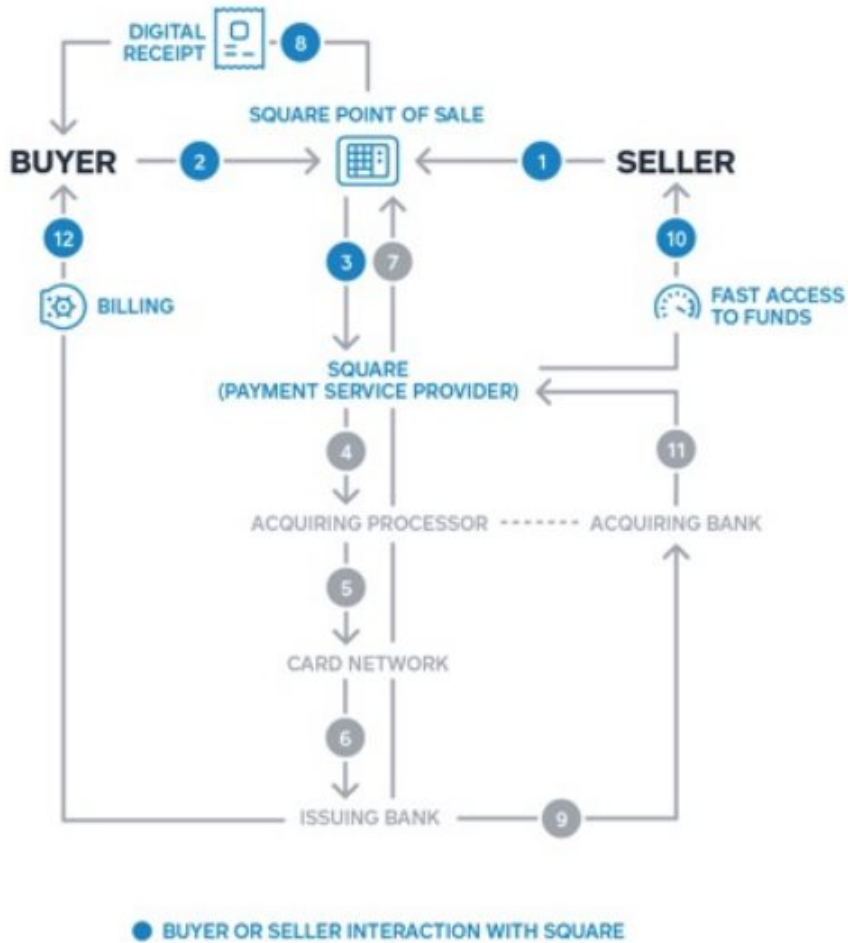 DIGITAL
RECEIPT
8
SQUARE POINT OF SALE
BUYER
2
1
SELLER
12
3
7
10
BILLING
FAST ACCESS
TO FUNDS
SQUARE
(PAYMENT SERVICE PROVIDER)
4
11
ACQUIRING PROCESSOR
ACQUIRING BANK
5
CARD NETWORK
6
ISSUING BANK
9
BUYER OR SELLER INTERACTION WITH SQUARE